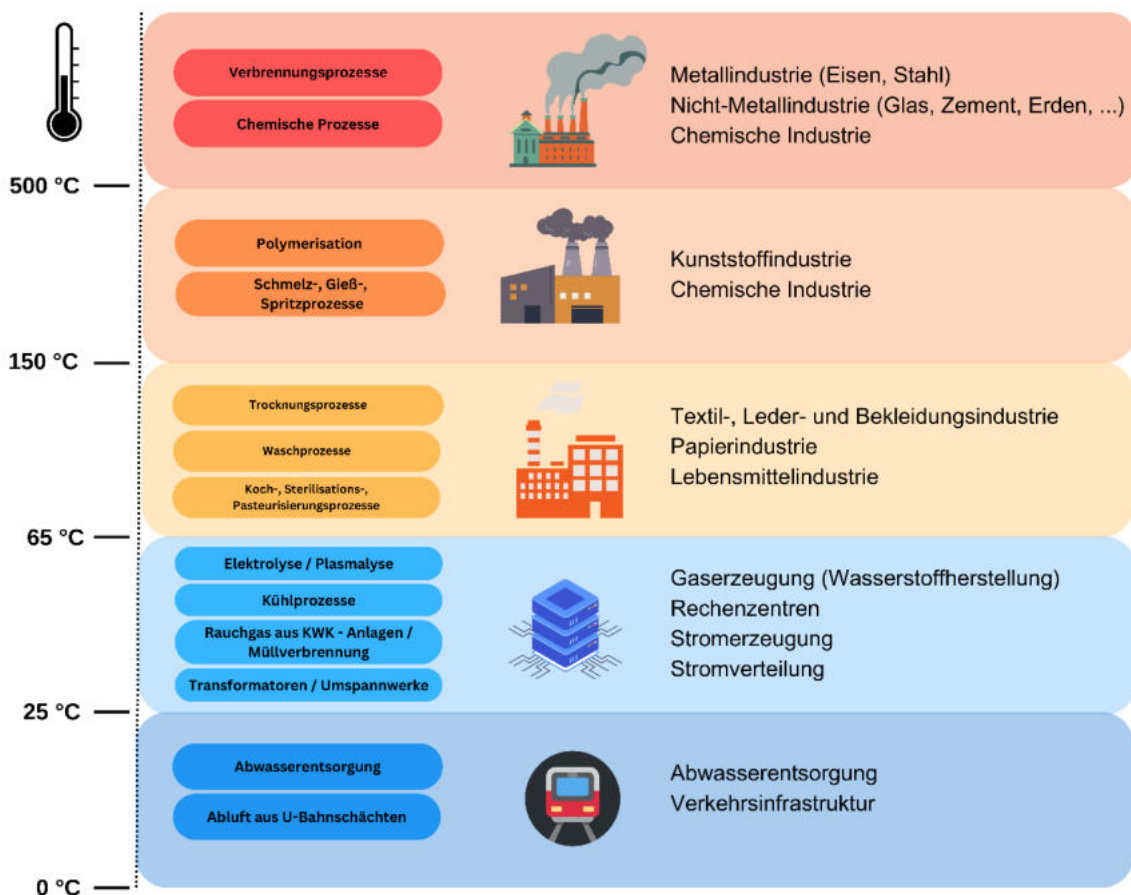 Verbrennungsprozesse
Chemische Prozesse
Metallindustrie (Eisen, Stahl)
Nicht-Metallindustrie (Glas, Zement, Erden, ...)
Chemische Industrie
500 °C
Polymerisation
Schmelz-, Gieß-,
Spritzprozesse
Kunststoffindustrie
Chemische Industrie
150 °C
Trocknungsprozesse
Waschprozesse
Koch-, Sterilisations-,
Pasteurisierungsprozesse
Textil-, Leder- und Bekleidungsindustrie
Papierindustrie
Lebensmittelindustrie
65 °C
Elektrolyse / Plasmalyse
Kühlprozesse
Rauchgas aus KWK - Anlagen /
Müllverbrennung
Transformatoren / Umspannwerke
Gaserzeugung (Wasserstoffherstellung)
Rechenzentren
Stromerzeugung
Stromverteilung
25 °C
Abwasserentsorgung
Abluft aus U-Bahnschächten
Abwasserentsorgung
Verkehrsinfrastruktur
0 °C